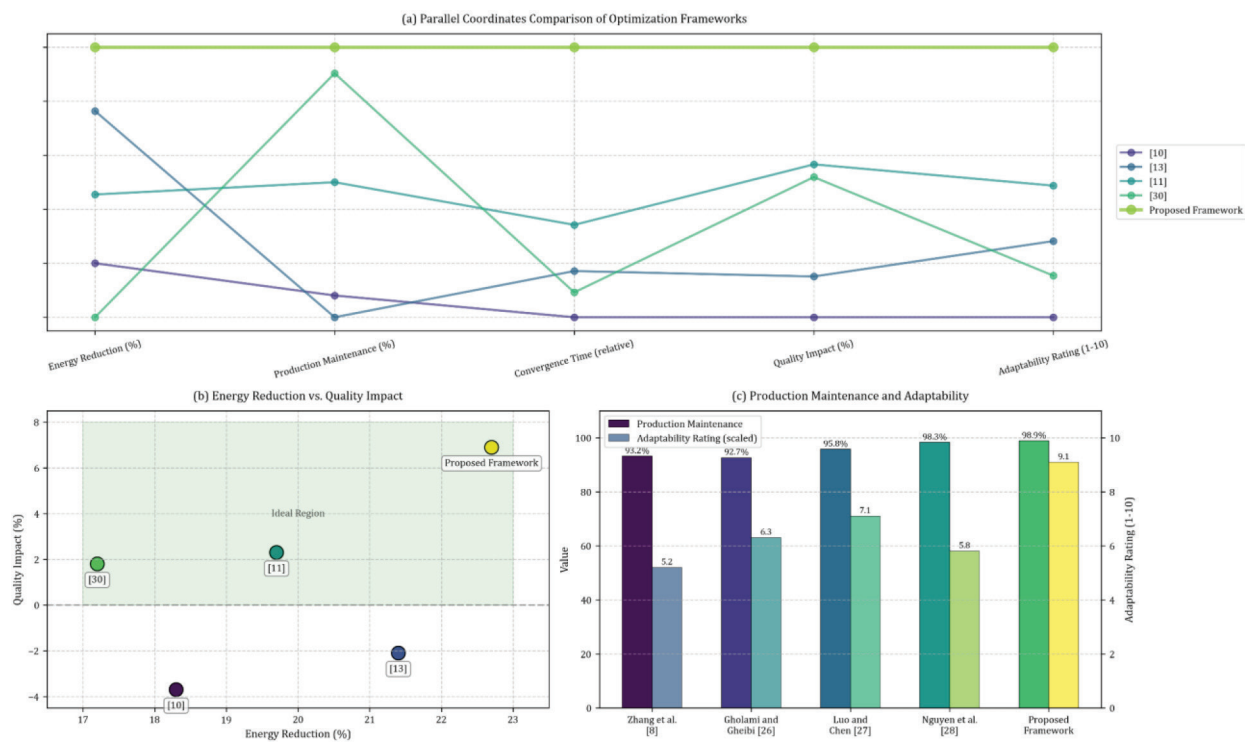 (a) Parallel Coordinates Comparison of Optimization Frameworks
[10]
[13]
[11]
[30]
Proposed Framework
Energy Reduction (%)
Production Maintenance (%)
Convergence Time (relative)
Quality Impact (%)
Adaptability Rating (1-10)
(b) Energy Reduction vs. Quality Impact
8
6
4
2
0
−2
−4
Quality Impact (%)
Proposed Framework
Ideal Region
[11]
[30]
[13]
[10]
17
18
19
20
21
22
23
Energy Reduction (%)
(c) Production Maintenance and Adaptability
Production Maintenance
Adaptability Rating (scaled)
100
80
60
40
20
0
Value
93.2%
92.7%
95.8%
98.3%
98.9%
5.2
6.3
7.1
5.8
9.1
10
8
6
4
2
0
Adaptability Rating (1-10)
Zhang et al.
[8]
Gholami and
Gheibi [26]
Luo and
Chen [27]
Nguyen et al.
[28]
Proposed
Framework